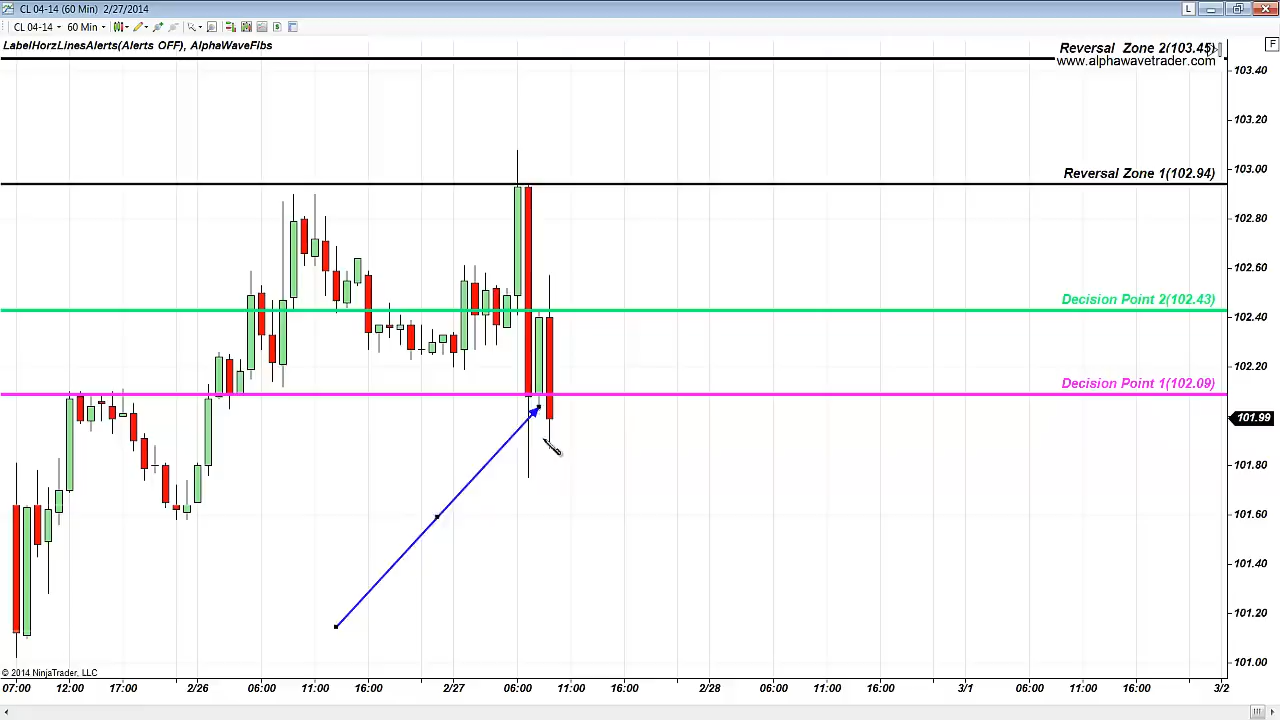 CL 04-14 (60 Min) 2/27/2014
L
CL 04-14 60 Min
$
LabelHorzLinesAlerts(Alerts OFF), AlphaWaveFibs
F
Reversal Zone 2(103.45)
www.alphawavetrader.com
103.40
103.20
103.00
Reversal Zone 1(102.94)
102.80
102.60
Decision Point 2(102.43)
102.40
102.20
Decision Point 1(102.09)
101.99
101.80
101.60
101.40
101.20
101.00
© 2014 NinjaTrader, LLC
07:00 12:00 17:00 2/26 06:00 11:00 16:00 2/27 06:00 11:00 16:00 2/28 06:00 11:00 16:00 3/1 06:00 11:00 16:00 3/2